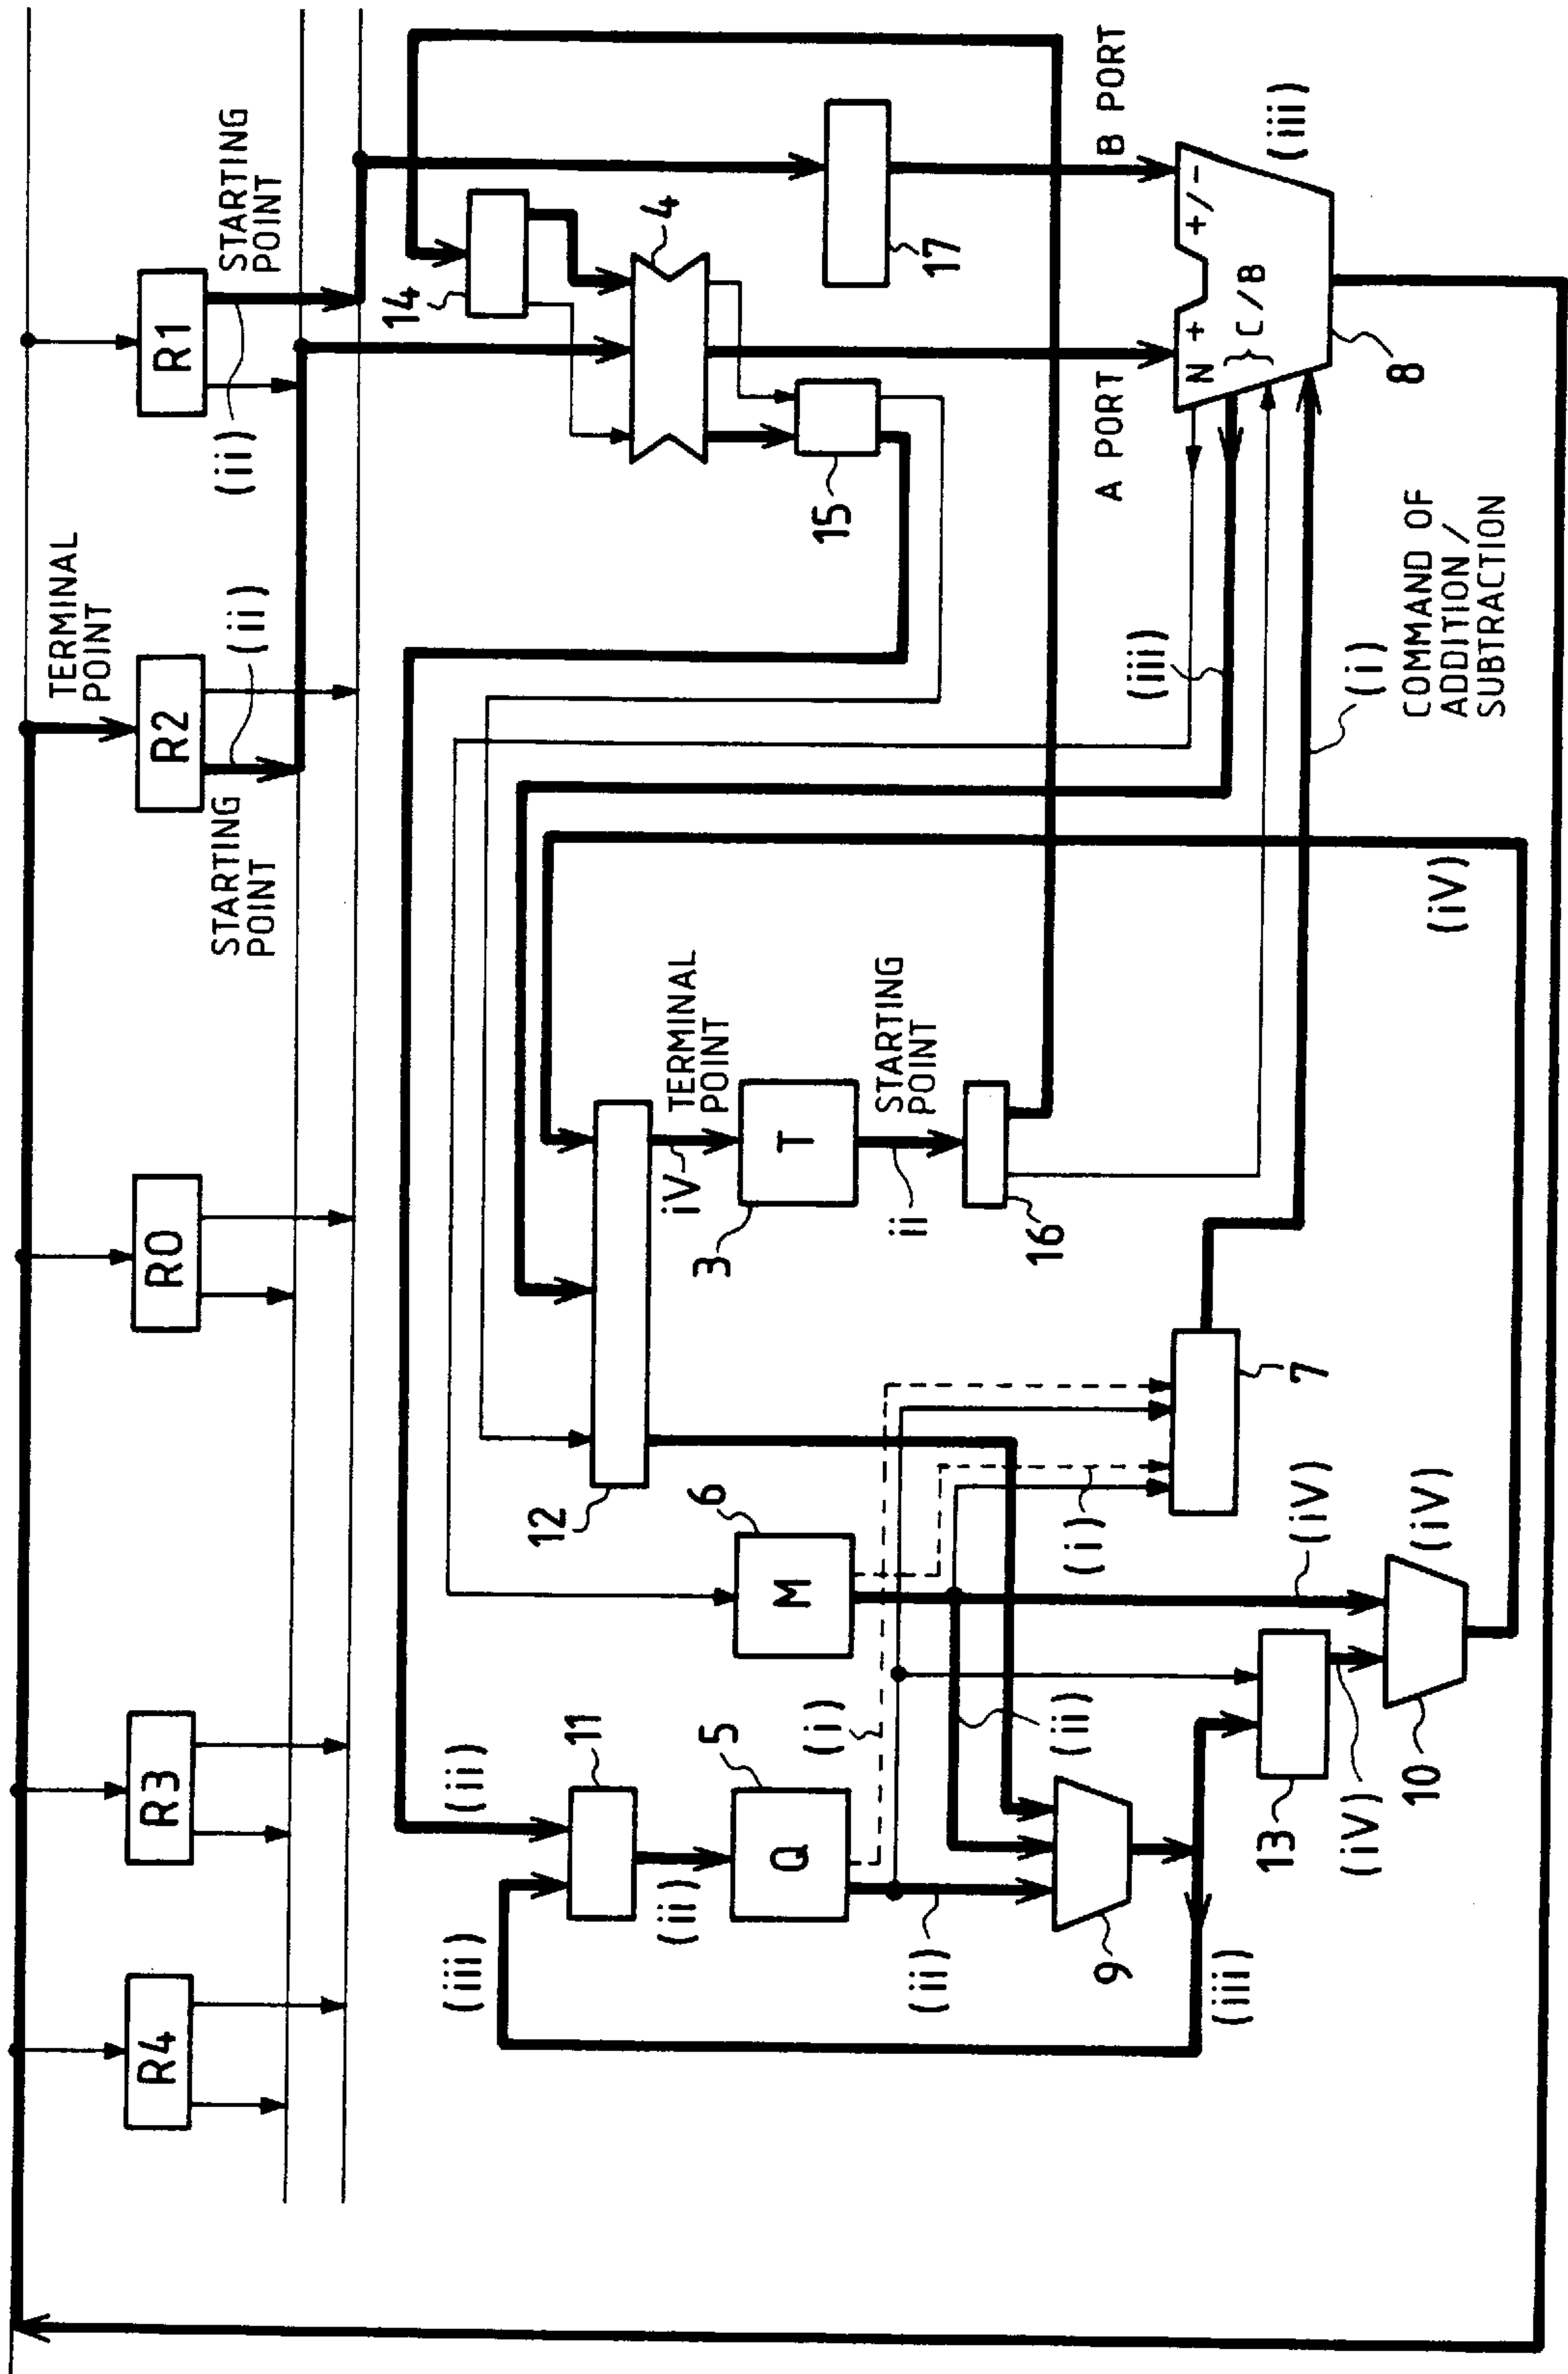 R4
R3
R0
R2
R1
TERMINAL
POINT
(ii)
STARTING
POINT
STARTING
POINT
(ii)
14
4
15
17
A PORT
B PORT
N +
+/-
} C/B
8
(iii)
(iii)
(i)
COMMAND OF
ADDITION /
SUBTRACTION
(iii)
(ii)
11
(ii)
5
Q
(i)
(ii)
9
(iii)
(ii)
6
M
12
iV
TERMINAL
POINT
3
T
ii
STARTING
POINT
16
(i)
7
13
(iV)
10
(iV)
(iV)
(iV)